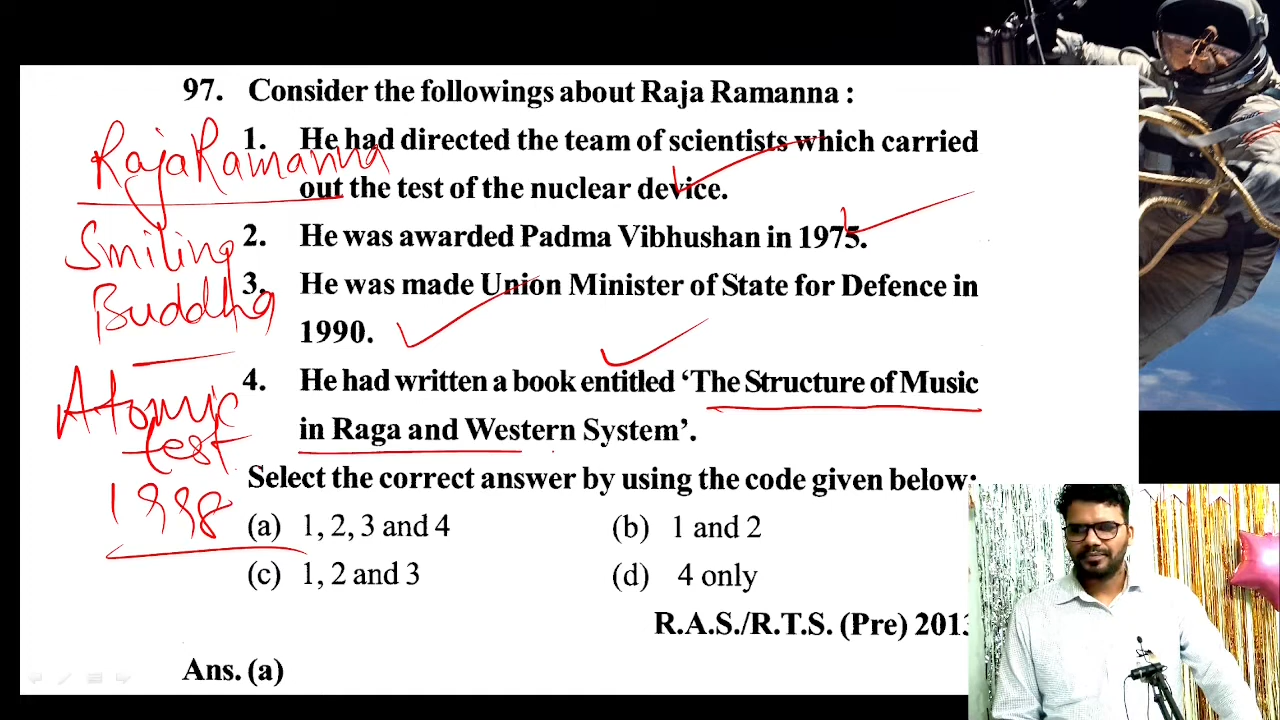 97. Consider the followings about Raja Ramanna :
1. He had directed the team of scientists which carried
out the test of the nuclear device.
2. He was awarded Padma Vibhushan in 1975.
3. He was made Union Minister of State for Defence in
1990.
4. He had written a book entitled ‘The Structure of Music
in Raga and Western System’.
Select the correct answer by using the code given below:
(a) 1, 2, 3 and 4 (b) 1 and 2
(c) 1, 2 and 3 (d) 4 only
R.A.S./R.T.S. (Pre) 2013
Ans. (a)
Raja Ramanna
Smiling
Buddha
Atomic
test
1998